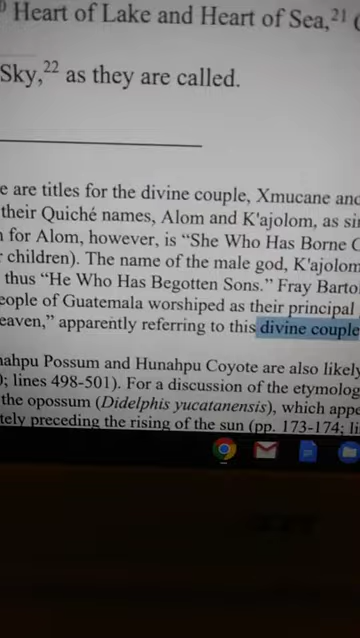 Heart of Lake and Heart of Sea,21
Sky,22 as they are called.
e are titles for the divine couple, Xmucane and
their Quiché names, Alom and K'ajolom, as
for Alom, however, is “She Who Has Borne
children). The name of the male god, K'ajolom
thus “He Who Has Begotten Sons.” Fray Barto
eople of Guatemala worshiped as their principal
eaven,” apparently referring to this divine couple
ahpu Possum and Hunahpu Coyote are also likely
; lines 498-501). For a discussion of the etymolog
the opossum (Didelphis yucatanensis), which appe
tely preceding the rising of the sun (pp. 173-174;